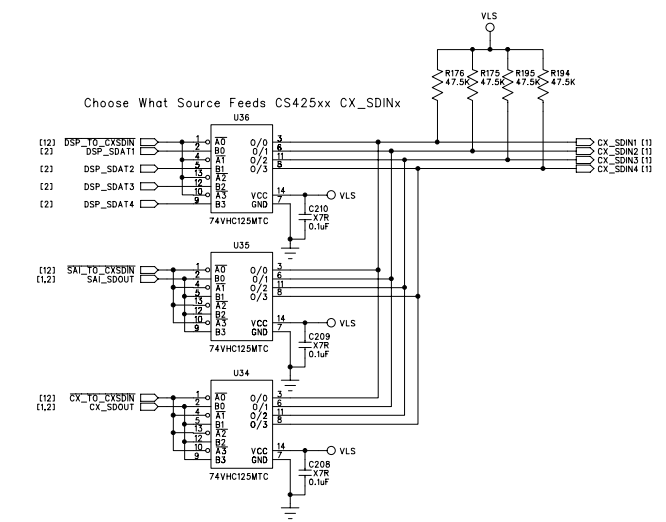 VLS
R176
47.5K
R175
47.5K
R195
47.5K
R194
47.5K
Choose What Source Feeds CS425xx CX_SDINx
U36
[12] DSP_TO_CXSDIN 1 A0 O/0 3 CX_SDIN1 [1]
[2] DSP_SDAT1 2 B0 O/1 6 CX_SDIN2 [1]
4 A1 O/2 11 CX_SDIN3 [1]
[2] DSP_SDAT2 5 B1 O/3 8 CX_SDIN4 [1]
13 A2
[2] DSP_SDAT3 12 B2
10 A3 VCC 14 VLS
[2] DSP_SDAT4 9 B3 GND 7
74VHC125MTC
C210
X7R
0.1uF
U35
[12] SAI_TO_CXSDIN 1 A0 O/0 3
[1,2] SAI_SDOUT 2 B0 O/1 6
4 A1 O/2 11
5 B1 O/3 8
13 A2
12 B2
10 A3 VCC 14 VLS
9 B3 GND 7
74VHC125MTC
C209
X7R
0.1uF
U34
[12] CX_TO_CXSDIN 1 A0 O/0 3
[1,2] CX_SDOUT 2 B0 O/1 6
4 A1 O/2 11
5 B1 O/3 8
13 A2
12 B2
10 A3 VCC 14 VLS
9 B3 GND 7
74VHC125MTC
C208
X7R
0.1uF